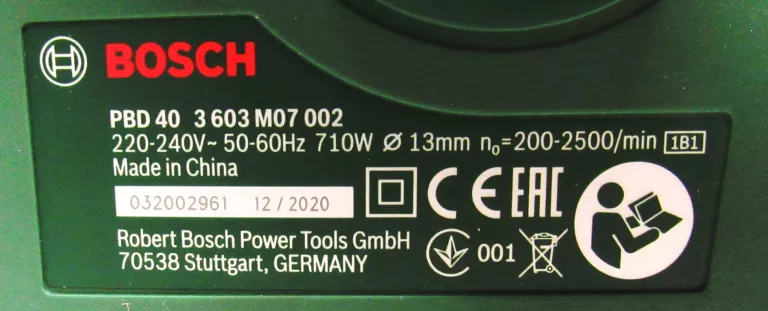 BOSCH
PBD 40 3 603 M07 002
220-240V~ 50-60Hz 710W Ø 13mm n₀=200-2500/min 1B1
Made in China
032002961 12 / 2020
CE EAC
Robert Bosch Power Tools GmbH
001
70538 Stuttgart, GERMANY